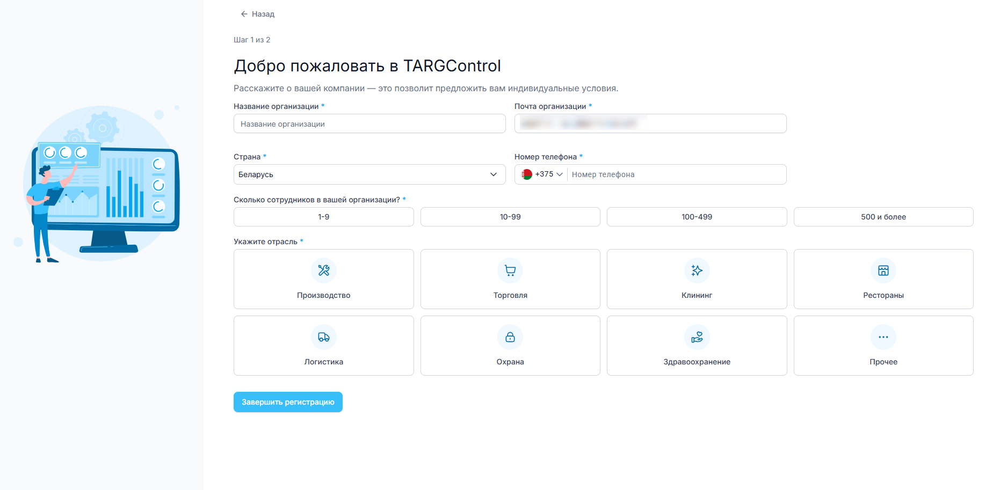 Назад
Шаг 1 из 2
Добро пожаловать в TARGControl
Расскажите о вашей компании — это позволит предложить вам индивидуальные условия.
Название организации *
Почта организации *
Название организации
Страна *
Номер телефона *
Беларусь
+375
Номер телефона
Сколько сотрудников в вашей организации? *
1-9
10-99
100-499
500 и более
Укажите отрасль *
Производство
Торговля
Клининг
Рестораны
Логистика
Охрана
Здравоохранение
Прочее
Завершить регистрацию